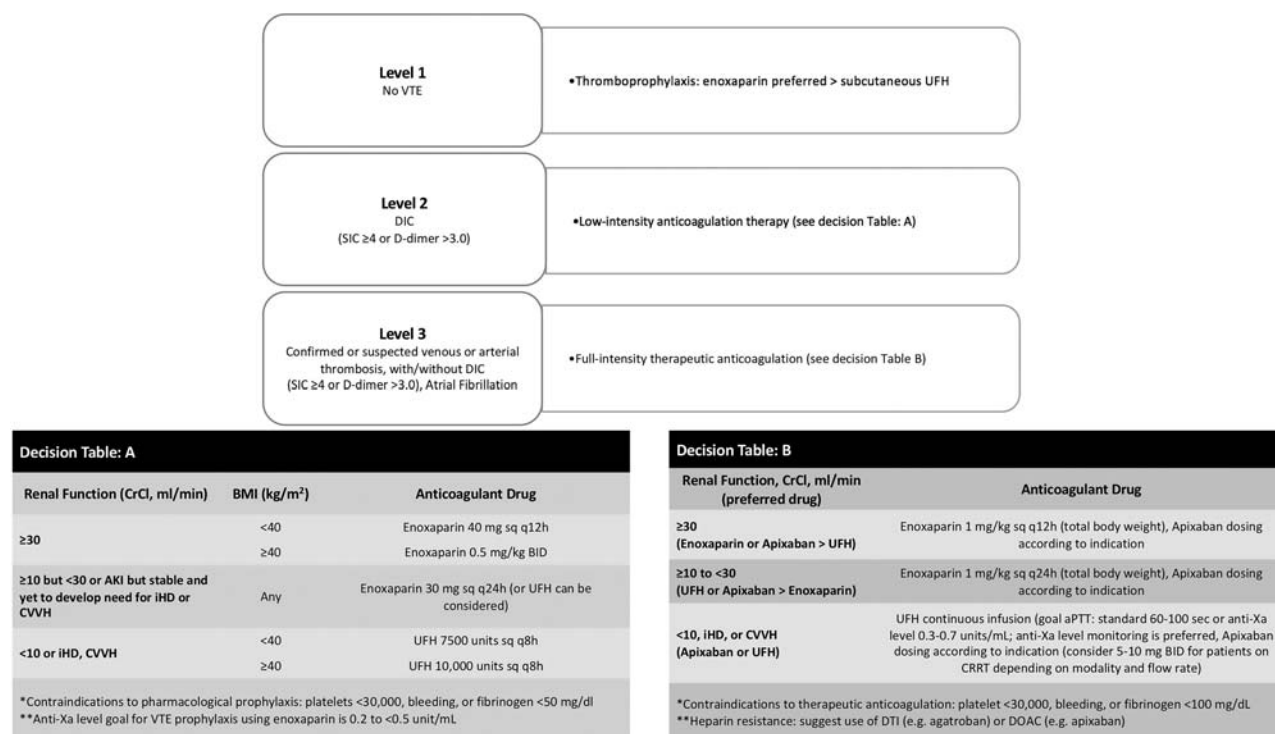 Level 1
No VTE
•Thromboprophylaxis: enoxaparin preferred > subcutaneous UFH
Level 2
DIC
(SIC ≥4 or D-dimer >3.0)
•Low-intensity anticoagulation therapy (see decision Table: A)
Level 3
Confirmed or suspected venous or arterial
thrombosis, with/without DIC
(SIC ≥4 or D-dimer >3.0), Atrial Fibrillation
•Full-intensity therapeutic anticoagulation (see decision Table B)
Decision Table: A
Renal Function (CrCl, ml/min) BMI (kg/m²) Anticoagulant Drug
≥30
<40 Enoxaparin 40 mg sq q12h
≥40 Enoxaparin 0.5 mg/kg BID
≥10 but <30 or AKI but stable and
yet to develop need for iHD or
CVVH
Any
Enoxaparin 30 mg sq q24h (or UFH can be
considered)
<10 or iHD, CVVH
<40 UFH 7500 units sq q8h
≥40 UFH 10,000 units sq q8h
*Contraindications to pharmacological prophylaxis: platelets <30,000, bleeding, or fibrinogen <50 mg/dl
**Anti-Xa level goal for VTE prophylaxis using enoxaparin is 0.2 to <0.5 unit/mL
Decision Table: B
Renal Function, CrCl, ml/min
(preferred drug)
Anticoagulant Drug
≥30
(Enoxaparin or Apixaban > UFH)
Enoxaparin 1 mg/kg sq q12h (total body weight), Apixaban dosing
according to indication
≥10 to <30
(UFH or Apixaban > Enoxaparin)
Enoxaparin 1 mg/kg sq q24h (total body weight), Apixaban dosing
according to indication
<10, iHD, or CVVH
(Apixaban or UFH)
UFH continuous infusion (goal aPTT: standard 60-100 sec or anti-Xa
level 0.3-0.7 units/mL; anti-Xa level monitoring is preferred, Apixaban
dosing according to indication (consider 5-10 mg BID for patients on
CRRT depending on modality and flow rate)
*Contraindications to therapeutic anticoagulation: platelet <30,000, bleeding, or fibrinogen <100 mg/dL
**Heparin resistance: suggest use of DTI (e.g. agatroban) or DOAC (e.g. apixaban)